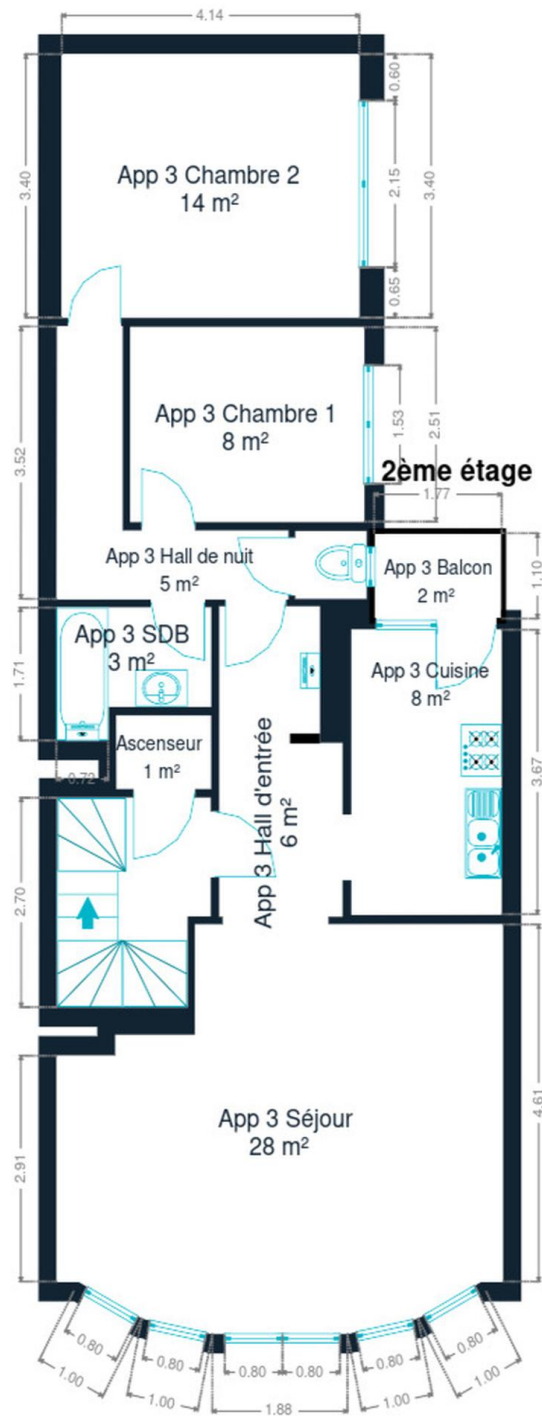 4.14
0.60
App 3 Chambre 2
14 m²
3.40
2.15
3.40
0.65
App 3 Chambre 1
8 m²
3.52
1.53
2.51
2ème étage
1.77
App 3 Hall de nuit
5 m²
App 3 Balcon
2 m²
1.10
App 3 SDB
3 m²
1.71
App 3 Cuisine
8 m²
Ascenseur
1 m²
0.72
App 3 Hall d'entrée
6 m²
3.67
2.70
App 3 Séjour
28 m²
4.61
2.91
0.80
0.80
0.80
0.80
0.80
0.80
1.00
1.00
1.88
1.00
1.00